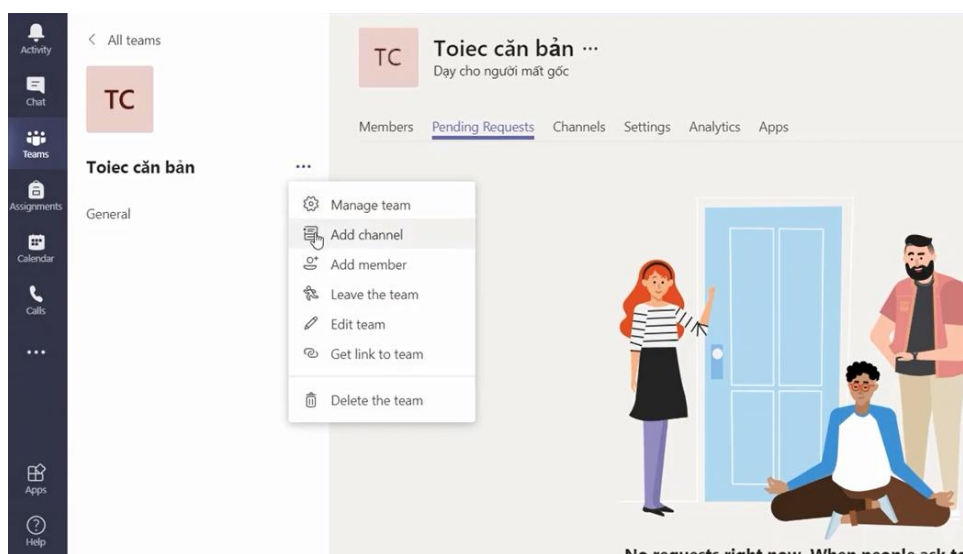 Activity
Chat
Teams
Assignments
Calendar
Calls
Apps
Help
All teams
TC
Toiec căn bản
General
Manage team
Add channel
Add member
Leave the team
Edit team
Get link to team
Delete the team
TC
Toiec căn bản
Dạy cho người mất gốc
Members Pending Requests Channels Settings Analytics Apps
No requests right now. When people ask to